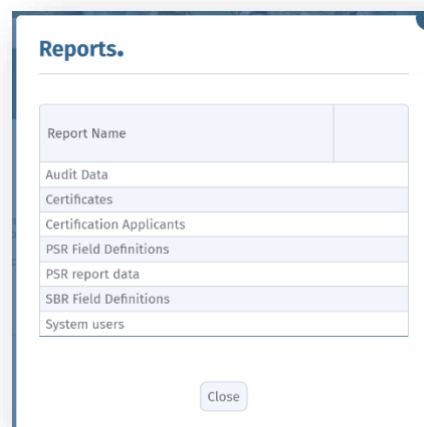 Reports.
Report Name
Audit Data
Certificates
Certification Applicants
PSR Field Definitions
PSR report data
SBR Field Definitions
System users
Close